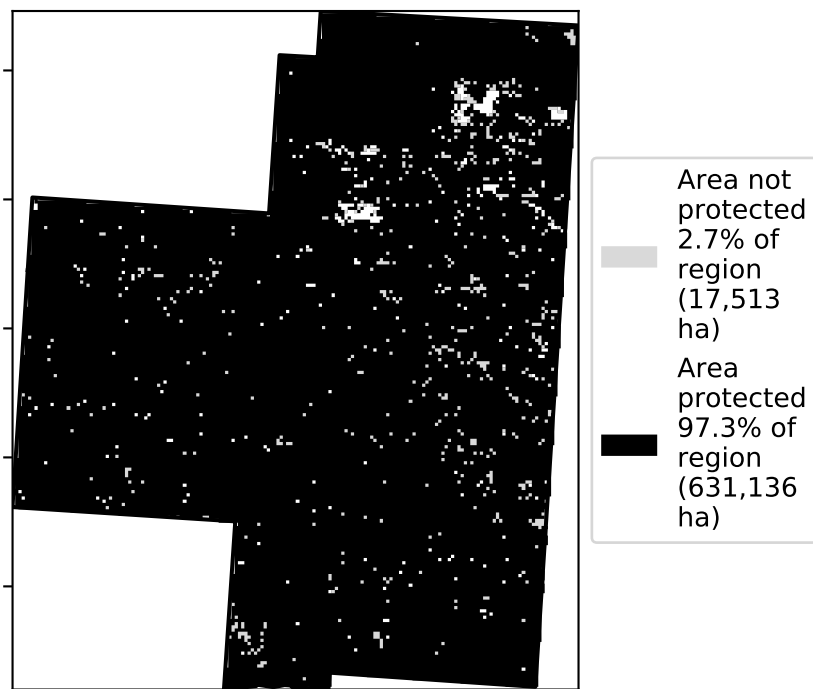 Area not
protected
2.7% of
region
(17,513
ha)
Area
protected
97.3% of
region
(631,136
ha)